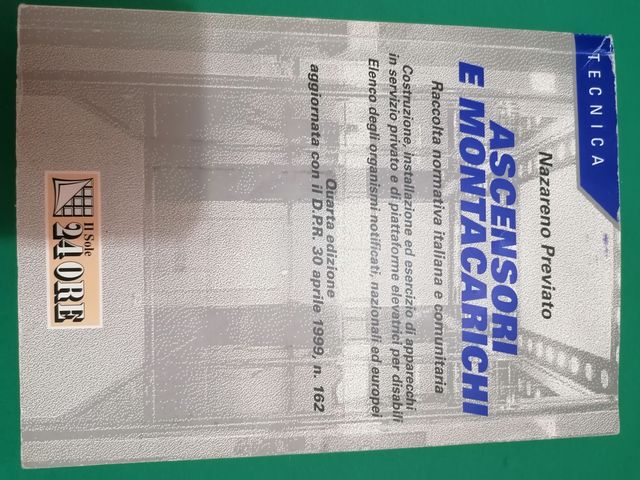 TECNICA
Nazareno Previato
ASCENSORI
E MONTACARICHI
Raccolta normativa italiana e comunitaria
Costruzione, installazione ed esercizio di apparecchi
in servizio privato e di piattaforme elevatrici per disabili
Elenco degli organismi notificati, nazionali ed europei
Quarta edizione
aggiornata con il D.P.R. 30 aprile 1999, n. 162
Il Sole
24 ORE